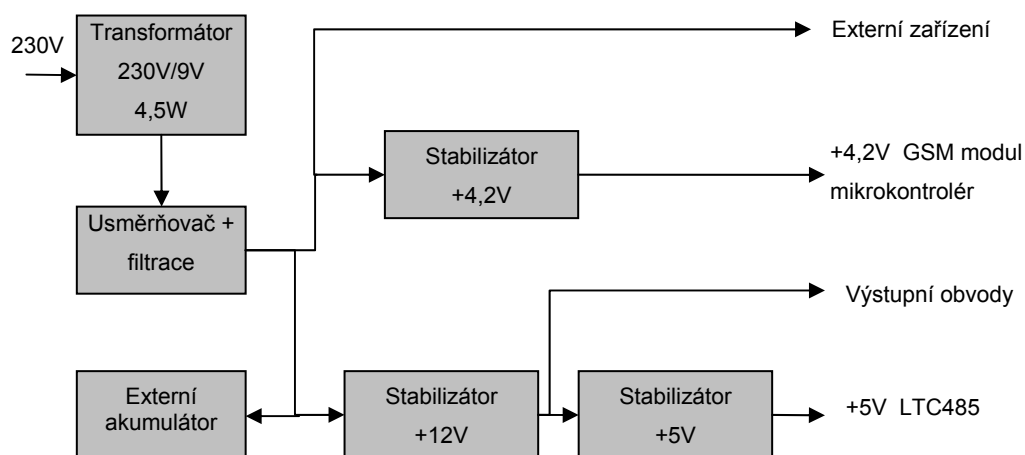 230V
Transformátor
230V/9V
4,5W
Externí zařízení
Stabilizátor
+4,2V
+4,2V GSM modul
mikrokontrolér
Usměrňovač +
filtrace
Výstupní obvody
Externí
akumulátor
Stabilizátor
+12V
Stabilizátor
+5V
+5V LTC485